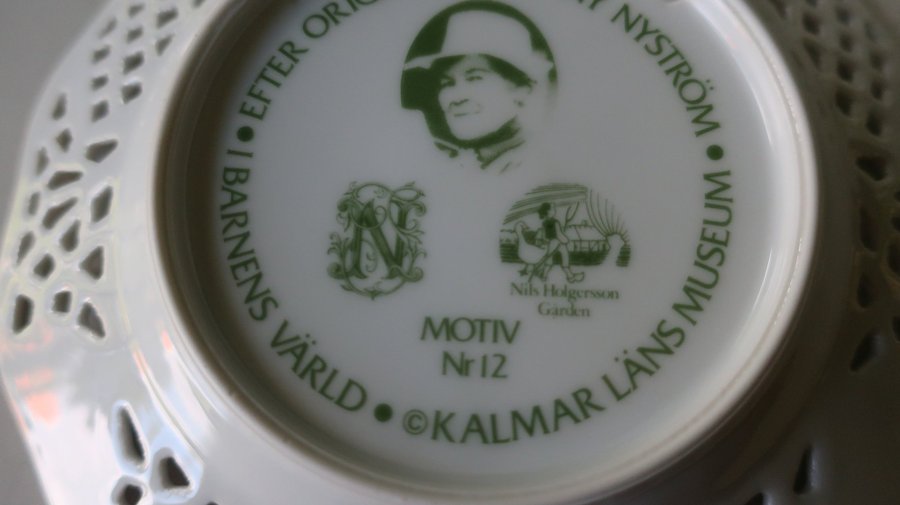 I BARNENS VÄRLD • EFTER ORIG NYSTRÖM • ©KALMAR LÄNS MUSEUM •
N
Nils Holgersson
Gården
MOTIV
Nr 12